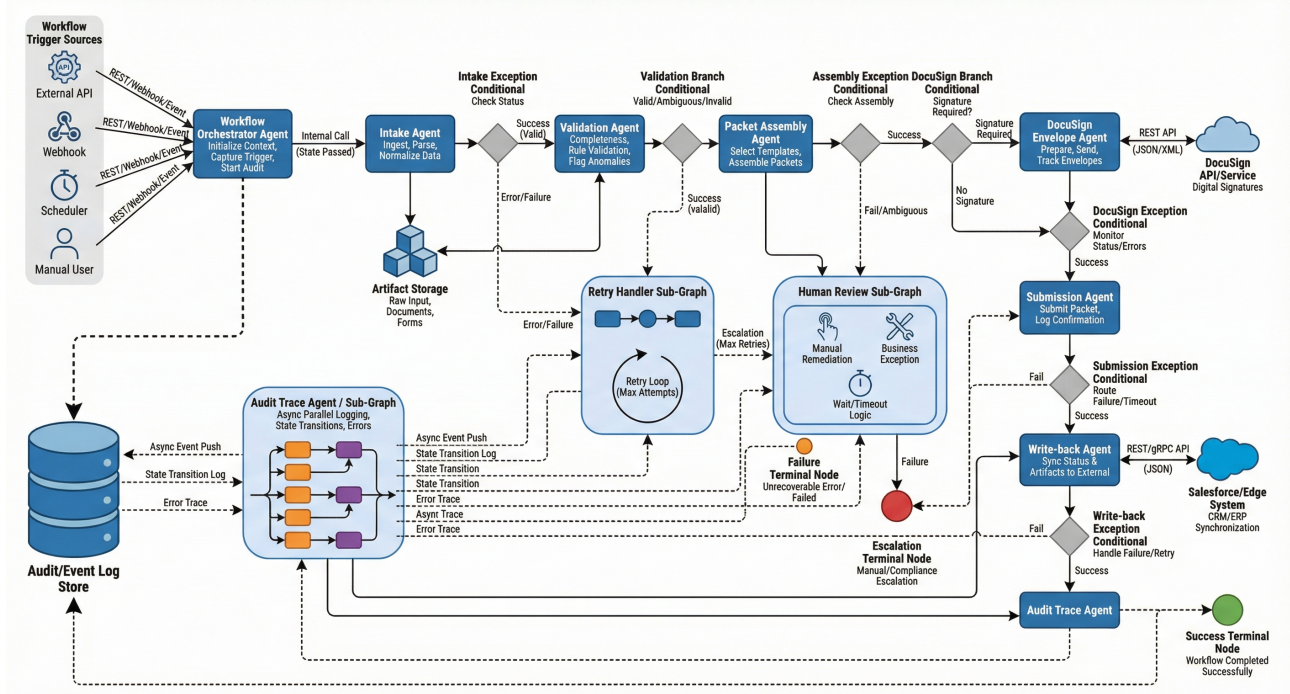 Workflow
Trigger Sources
API
External API
Webhook
Scheduler
Manual User
REST/Webhook/Event
REST/Webhook/Event
REST/Webhook/Event
REST/Webhook/Event
Workflow
Orchestrator Agent
Initialize Context,
Capture Trigger,
Start Audit
Internal Call
(State Passed)
Intake Agent
Ingest, Parse,
Normalize Data
Intake Exception
Conditional
Check Status
Success
(Valid)
Error/Failure
Validation Agent
Completeness,
Rule Validation,
Flag Anomalies
Validation Branch
Conditional
Valid/Ambiguous/Invalid
Success
(valalid)
Packet Assembly
Agent
Select Templates,
Assemble Packets
Assembly Exception
Conditional
Check Assembly
Success
Fail/Ambiguous
DocuSign Branch
Conditional
Signature
Required?
Signature
Required
No
Signature
DocuSign
Envelope Agent
Prepare, Send,
Track Envelopes
REST API
(JSON/XML)
DocuSign
API/Service
Digital Signatures
DocuSign Exception
Conditional
Monitor
Status/Errors
Success
Artifact Storage
Raw Input,
Documents,
Forms
Retry Handler Sub-Graph
Error/Failure
Retry Loop
(Max Attempts)
Escalation
(Max Retries)
Human Review Sub-Graph
Manual
Remediation
Business
Exception
Wait/Timeout
Logic
Submission Agent
Submit Packet,
Log Confirmation
Submission Exception
Conditional
Route
Failure/Timeout
Fail
Success
Audit Trace Agent / Sub-Graph
Async Parallel Logging,
State Transitions, Errors
Async Event Push
State Transition Log
Error Trace
Async Event Push
State Transition Log
State Transition
State Transition
Error Trace
Asynt Trace
Error Trace
Failure
Terminal Node
Unrecoverable Error/
Failed
Failure
Escalation
Terminal Node
Manual/Compliance
Escalation
Write-back Agent
Sync Status &
Artifacts to External
REST/gRPC API
(JSON)
Salesforce/Edge
System
CRM/ERP
Synchronization
Write-back
Exception
Conditional
Handle Failure/Retry
Fail
Success
Audit/Event Log
Store
Audit Trace Agent
Success Terminal
Node
Workflow Completed
Successfully